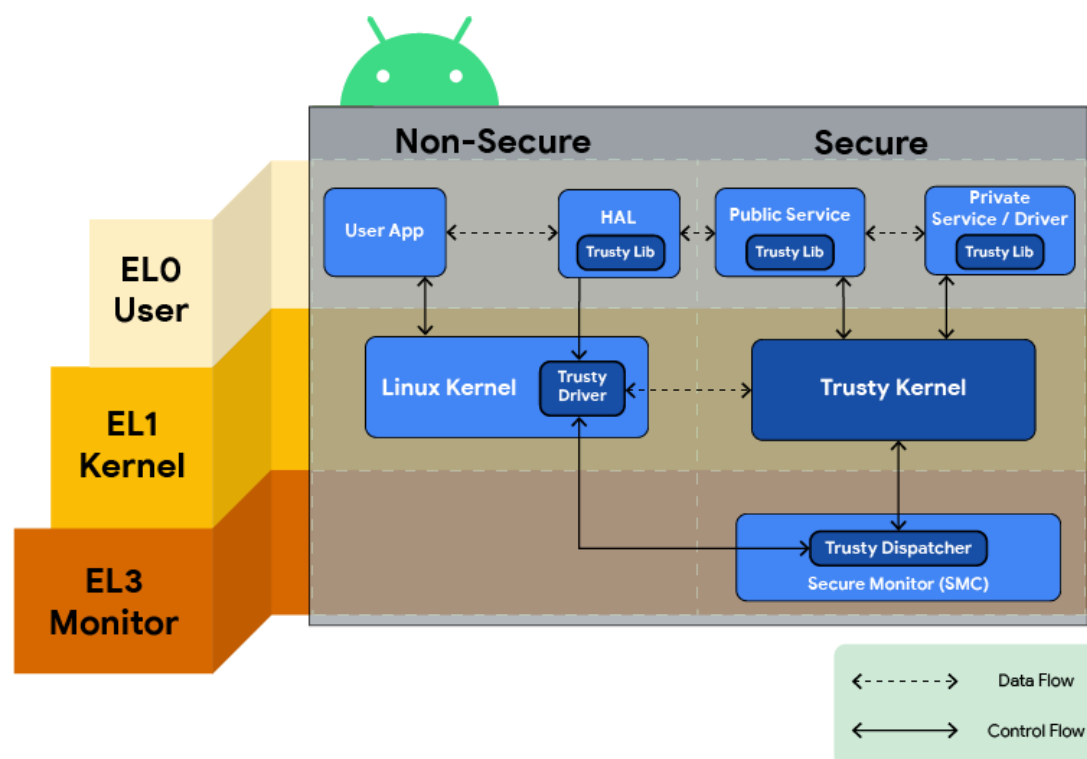 Non-Secure
Secure
EL0
User
User App
HAL
Trusty Lib
Public Service
Trusty Lib
Private
Service / Driver
Trusty Lib
EL1
Kernel
Linux Kernel
Trusty
Driver
Trusty Kernel
EL3
Monitor
Trusty Dispatcher
Secure Monitor (SMC)
Data Flow
Control Flow